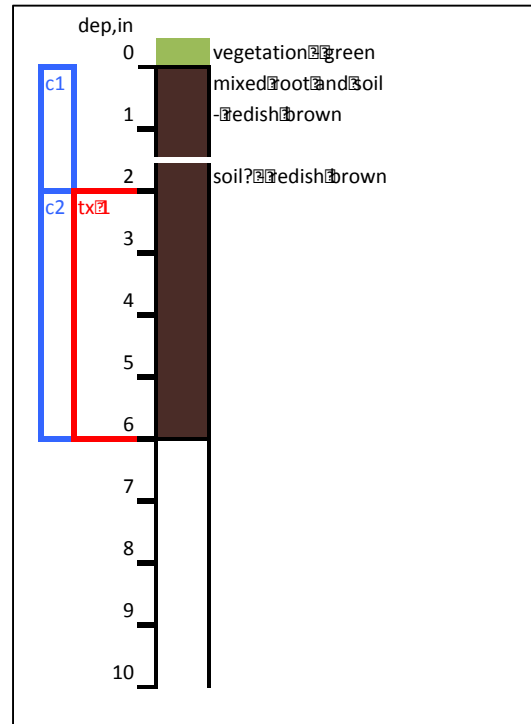 dep,in
0
vegetation - green
c1
mixed root and soil
1
- redish brown
2
soil? - redish brown
c2
tx 1
3
4
5
6
7
8
9
10